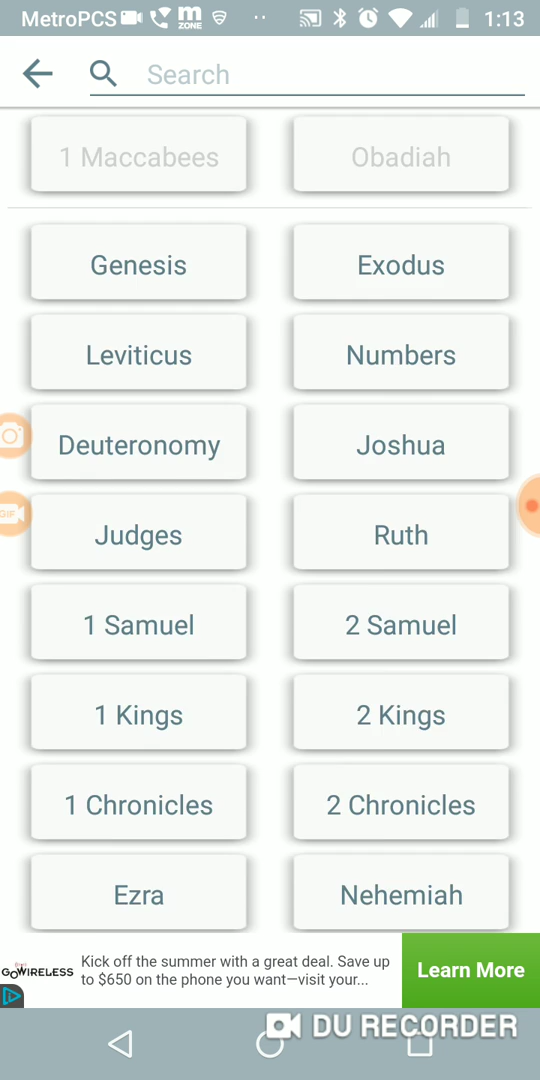 MetroPCS 1:13
m
ZONE
Search
1 Maccabees Obadiah
Genesis Exodus
Leviticus Numbers
Deuteronomy Joshua
Judges Ruth
GIF
1 Samuel 2 Samuel
1 Kings 2 Kings
1 Chronicles 2 Chronicles
Ezra Nehemiah
GOWIRELESS
Kick off the summer with a great deal. Save up
to $650 on the phone you want—visit your...
Learn More
DU RECORDER